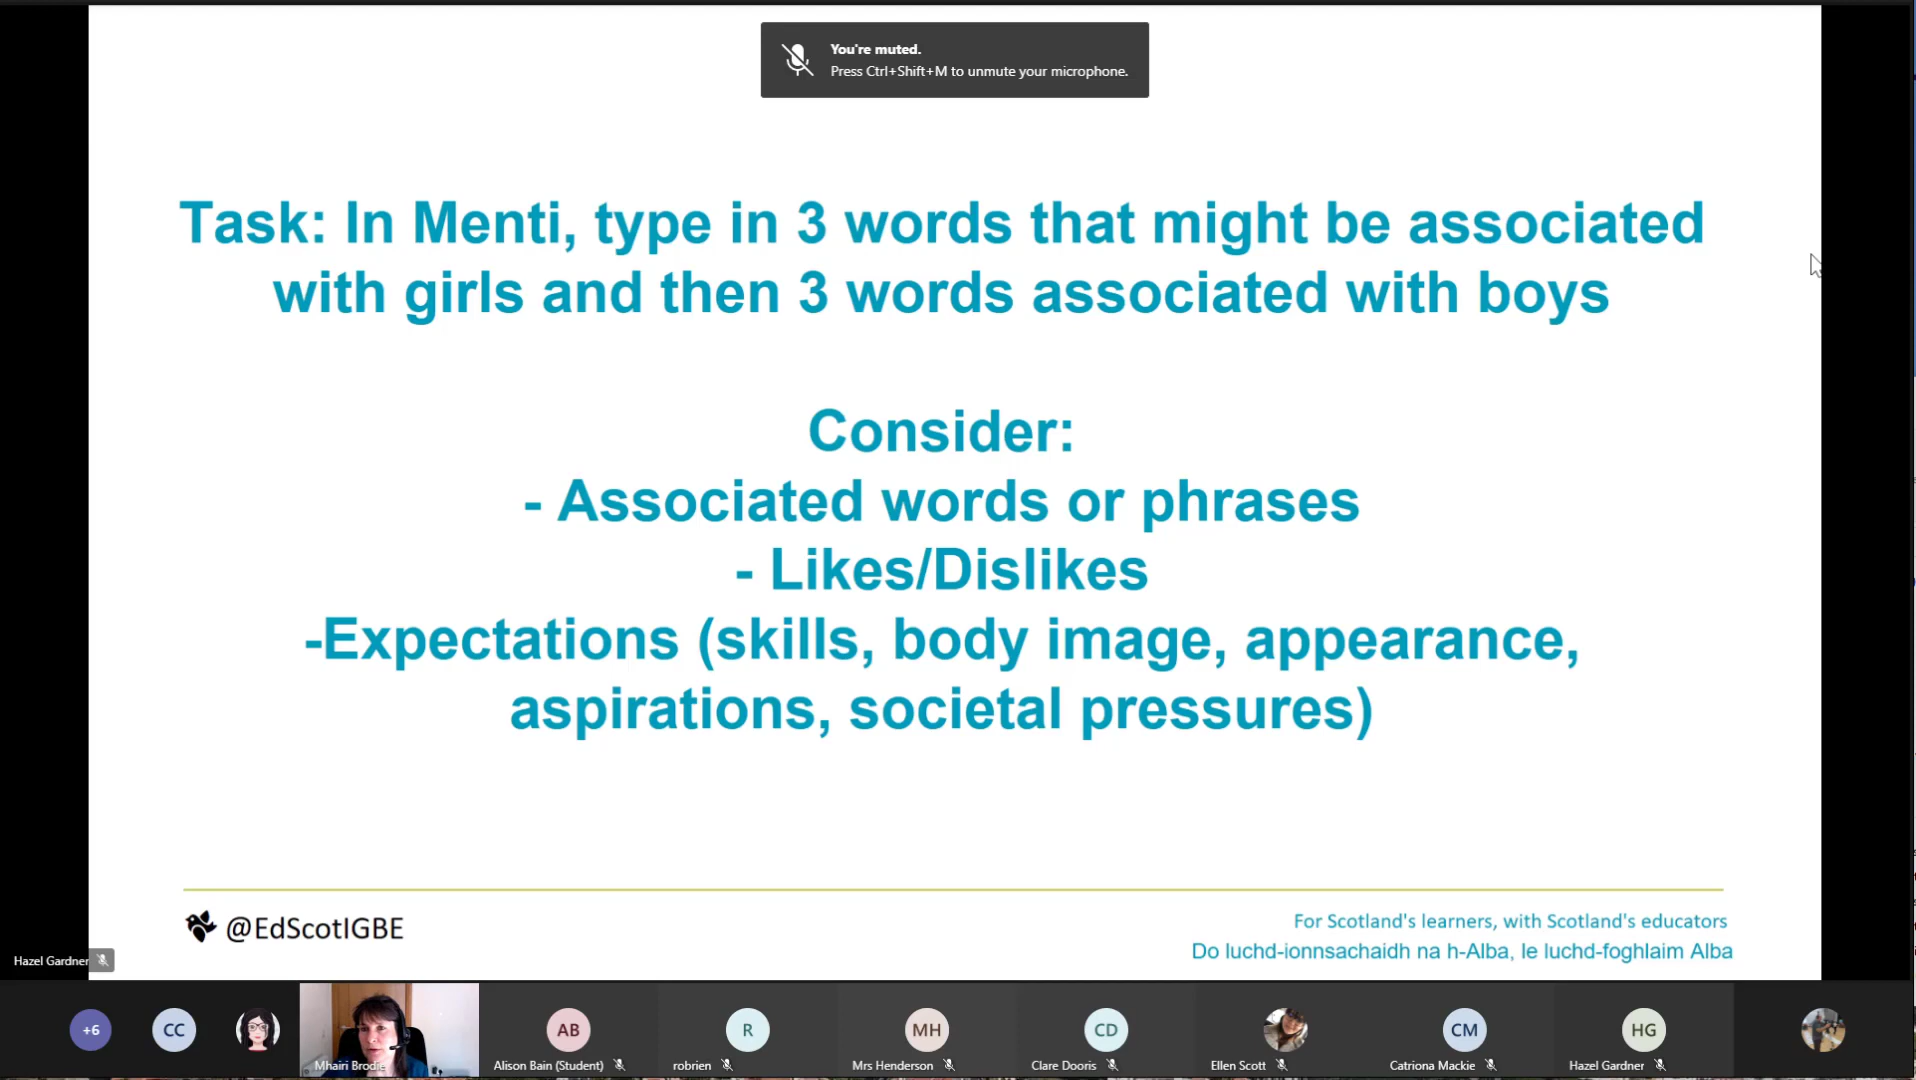 You're muted.
Press Ctrl+Shift+M to unmute your microphone.
Task: In Menti, type in 3 words that might be associated
with girls and then 3 words associated with boys
Consider:
- Associated words or phrases
- Likes/Dislikes
-Expectations (skills, body image, appearance,
aspirations, societal pressures)
@EdScotIGBE
For Scotland's learners, with Scotland's educators
Do luchd-ionnsachaidh na h-Alba, le luchd-foghlaim Alba
Hazel Gardner
+6
CC
Mhairi Brodie
AB
Alison Bain (Student)
R
robrien
MH
Mrs Henderson
CD
Clare Dooris
Ellen Scott
CM
Catriona Mackie
HG
Hazel Gardner